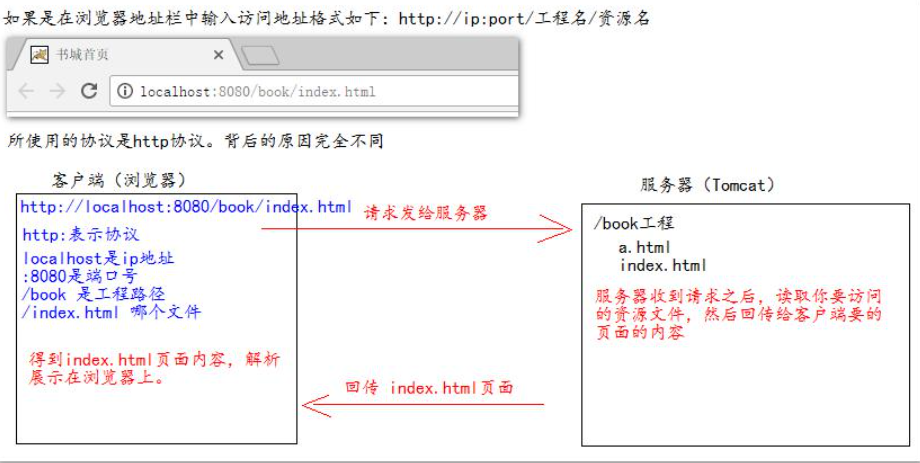 如果是在浏览器地址栏中输入访问地址格式如下：http://ip:port/工程名/资源名
书城首页
localhost:8080/book/index.html
所使用的协议是http协议。背后的原因完全不同
客户端（浏览器）
http://localhost:8080/book/index.html
http:表示协议
localhost是ip地址
:8080是端口号
/book 是工程路径
/index.html 哪个文件
得到index.html页面内容，解析
展示在浏览器上。
请求发给服务器
回传 index.html页面
服务器（Tomcat）
/book工程
a.html
index.html
服务器收到请求之后，读取你要访问
的资源文件，然后回传给客户端要的
页面的内容